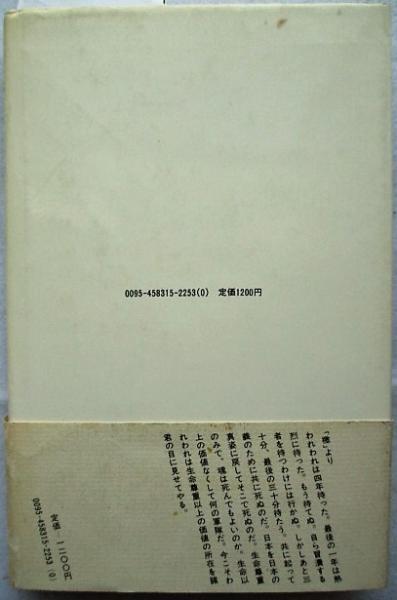 0095-458315-2253(0) 定価1200円
「檄」より
われわれは四年待った。最後の一年は熱
烈に待った。もう待てぬ。自ら冒瀆する
者を待つわけには行かぬ。しかしあと三
十分、最後の三十分待たう。共に起って
義のために共に死ぬのだ。日本を日本の
真姿に戻してそこで死ぬのだ。生命尊重
のみで、魂は死んでもよいのか。生命以
上の価値なくして何の軍隊だ。今こそわ
れわれは生命尊重以上の価値の所在を諸
君の目に見せてやる。
定価 一二〇〇円
0095-458315-2253 (0)